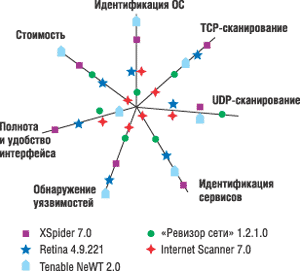 Идентификация ОС
Стоимость
TCP-сканирование
UDP-сканирование
Полнота
и удобство
интерфейса
Обнаружение
уязвимостей
Идентификация
сервисов
XSpider 7.0
«Ревизор сети» 1.2.1.0
Retina 4.9.221
Internet Scanner 7.0
Tenable NeWT 2.0